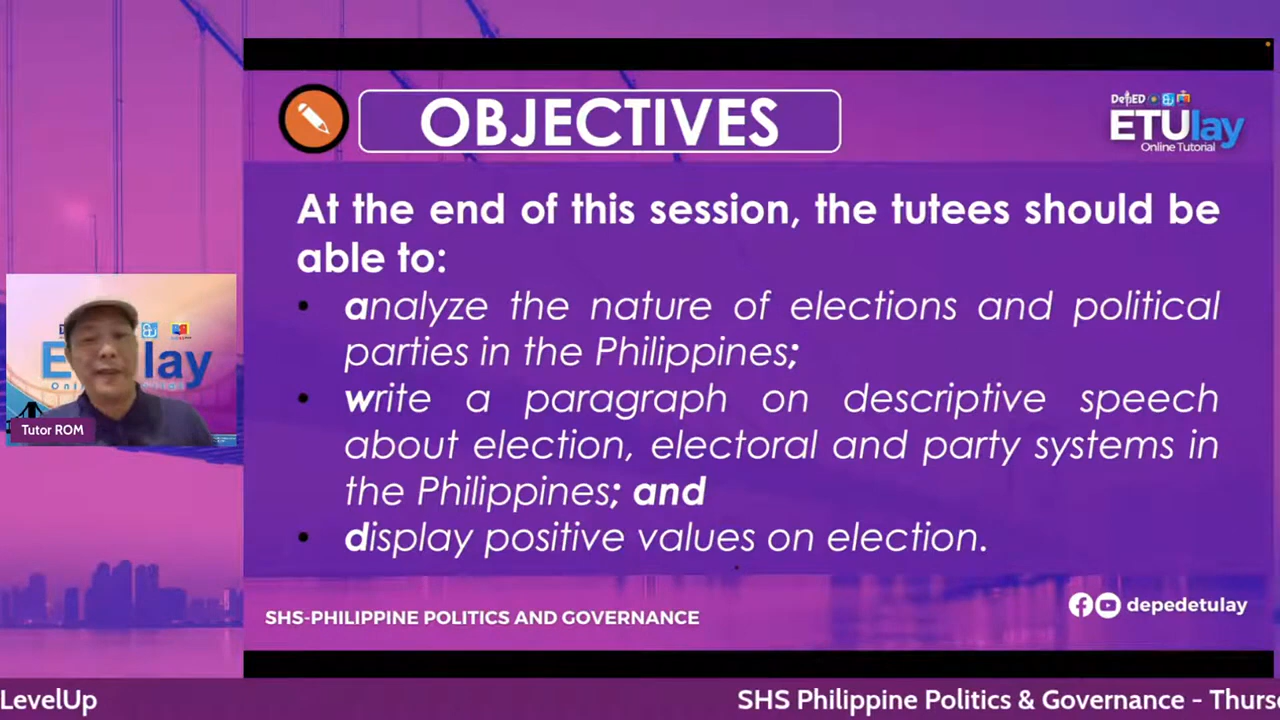 OBJECTIVES
DepED
ETUlay
Online Tutorial
At the end of this session, the tutees should be
able to:
• analyze the nature of elections and political
parties in the Philippines;
• write a paragraph on descriptive speech
about election, electoral and party systems in
the Philippines; and
• display positive values on election.
Tutor ROM
SHS-PHILIPPINE POLITICS AND GOVERNANCE
depedetulay
LevelUp
SHS Philippine Politics & Governance - Thurs